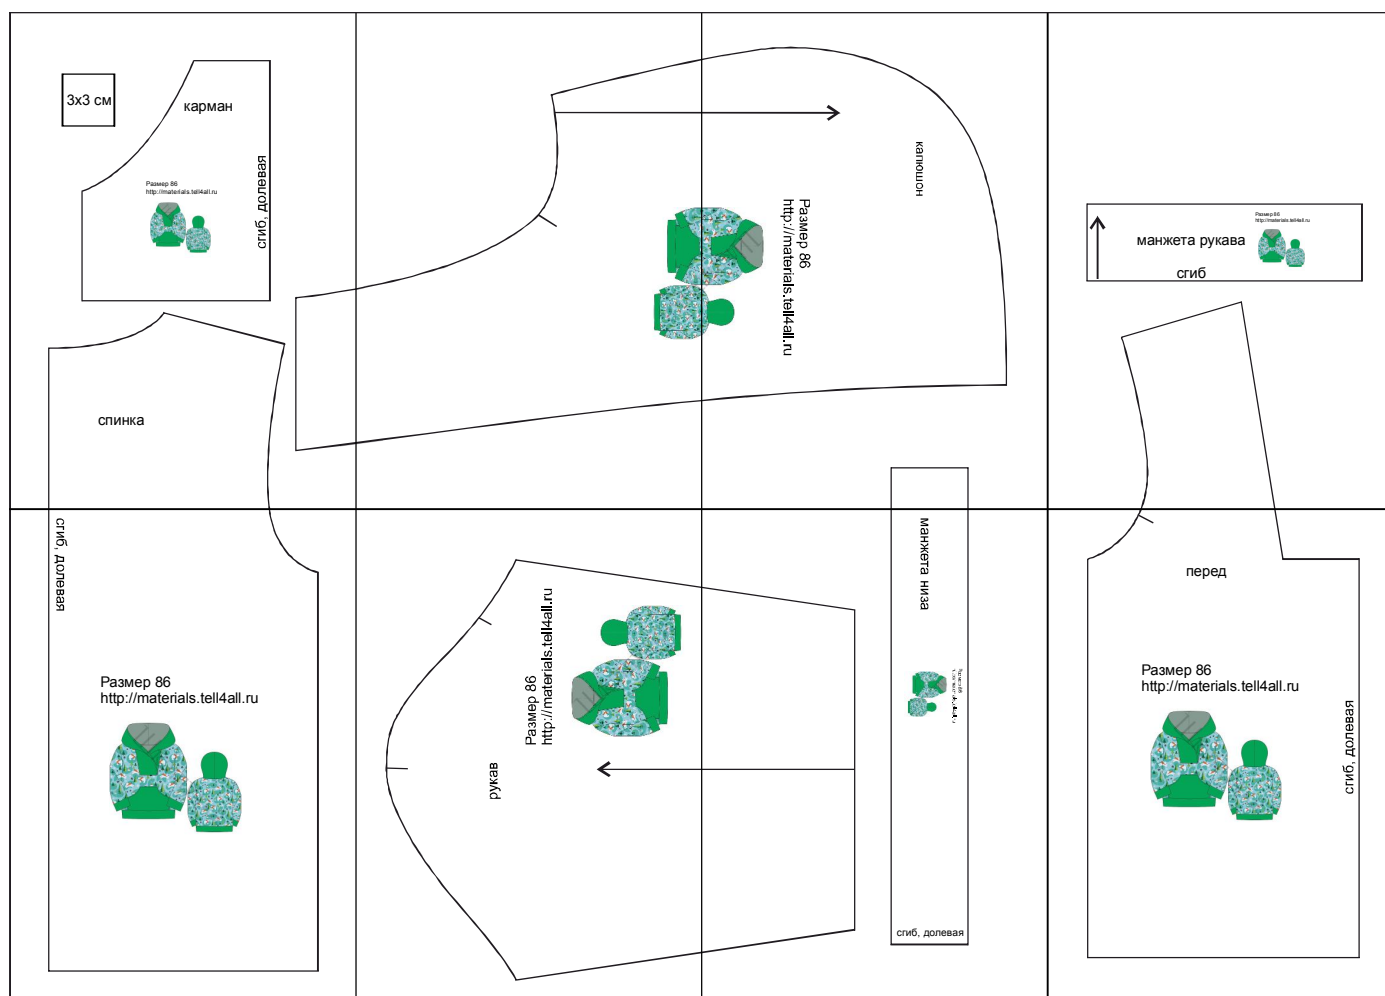 3x3 см
карман
сгиб, долевая
Размер 86
http://materials.tell4all.ru
капюшон
Размер 86
http://materials.tell4all.ru
Размер 86
http://materials.tell4all.ru
манжета рукава
сгиб
спинка
сгиб, долевая
Размер 86
http://materials.tell4all.ru
Размер 86
http://materials.tell4all.ru
рукав
манжета низа
Размер 86
сгиб, долевая
перед
Размер 86
http://materials.tell4all.ru
сгиб, долевая